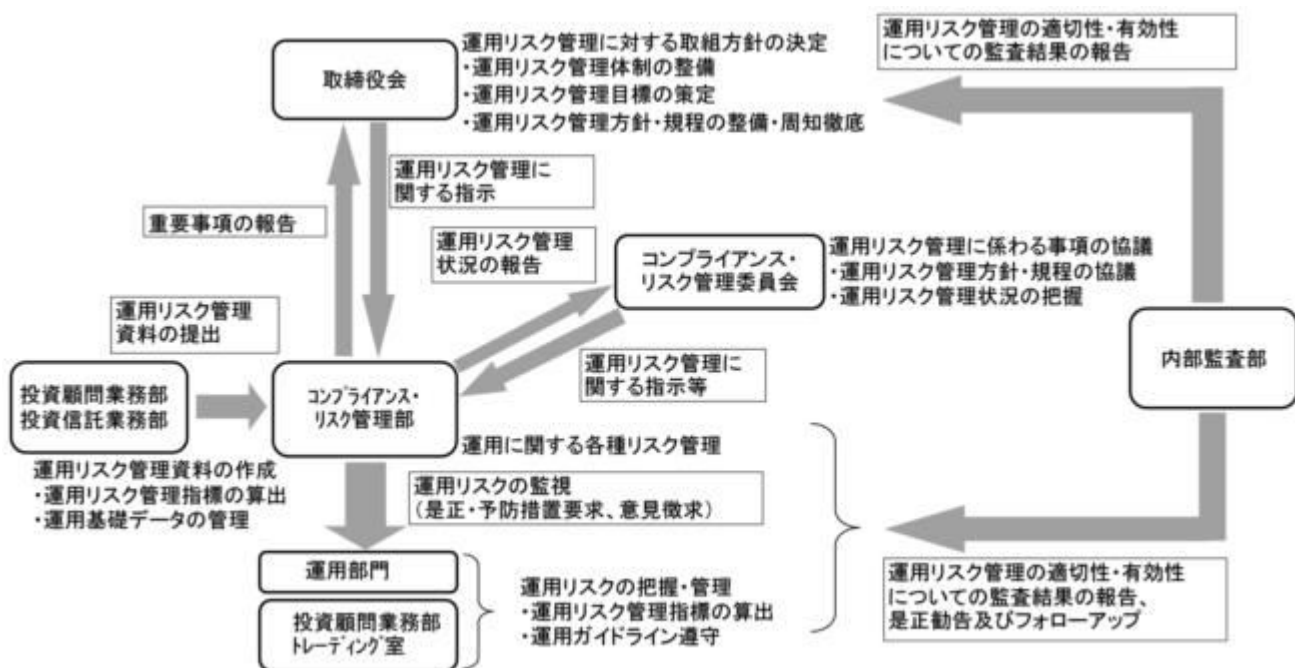 取締役会
運用リスク管理に対する取組方針の決定
・運用リスク管理体制の整備
・運用リスク管理目標の策定
・運用リスク管理方針・規程の整備・周知徹底
運用リスク管理の適切性・有効性
についての監査結果の報告
運用リスク管理に
関する指示
重要事項の報告
運用リスク管理
状況の報告
コンプライアンス・
リスク管理委員会
運用リスク管理に係わる事項の協議
・運用リスク管理方針・規程の協議
・運用リスク管理状況の把握
運用リスク管理
資料の提出
運用リスク管理に
関する指示等
内部監査部
投資顧問業務部
投資信託業務部
コンプライアンス・
リスク管理部
運用に関する各種リスク管理
運用リスク管理資料の作成
・運用リスク管理指標の算出
・運用基礎データの管理
運用リスクの監視
(是正・予防措置要求、意見徴求)
運用部門
投資顧問業務部
トレーディング室
運用リスクの把握・管理
・運用リスク管理指標の算出
・運用ガイドライン遵守
運用リスク管理の適切性・有効性
についての監査結果の報告、
是正勧告及びフォローアップ